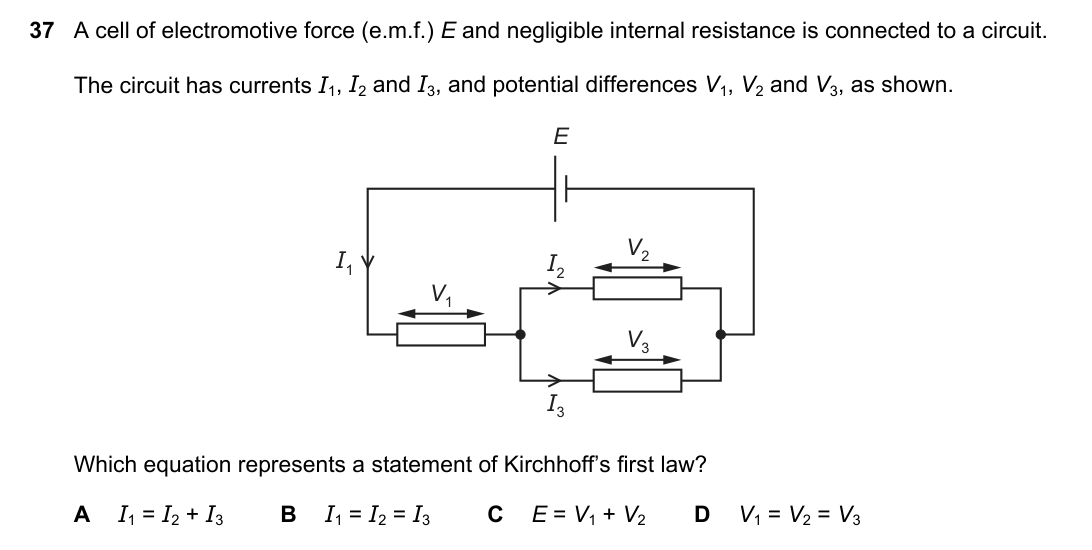 37 A cell of electromotive force (e.m.f.) E and negligible internal resistance is connected to a circuit.
The circuit has currents I₁, I₂ and I₃, and potential differences V₁, V₂ and V₃, as shown.
E
I₁
V₁
I₂
V₂
V₃
I₃
Which equation represents a statement of Kirchhoff’s first law?
A I₁ = I₂ + I₃ B I₁ = I₂ = I₃ C E = V₁ + V₂ D V₁ = V₂ = V₃